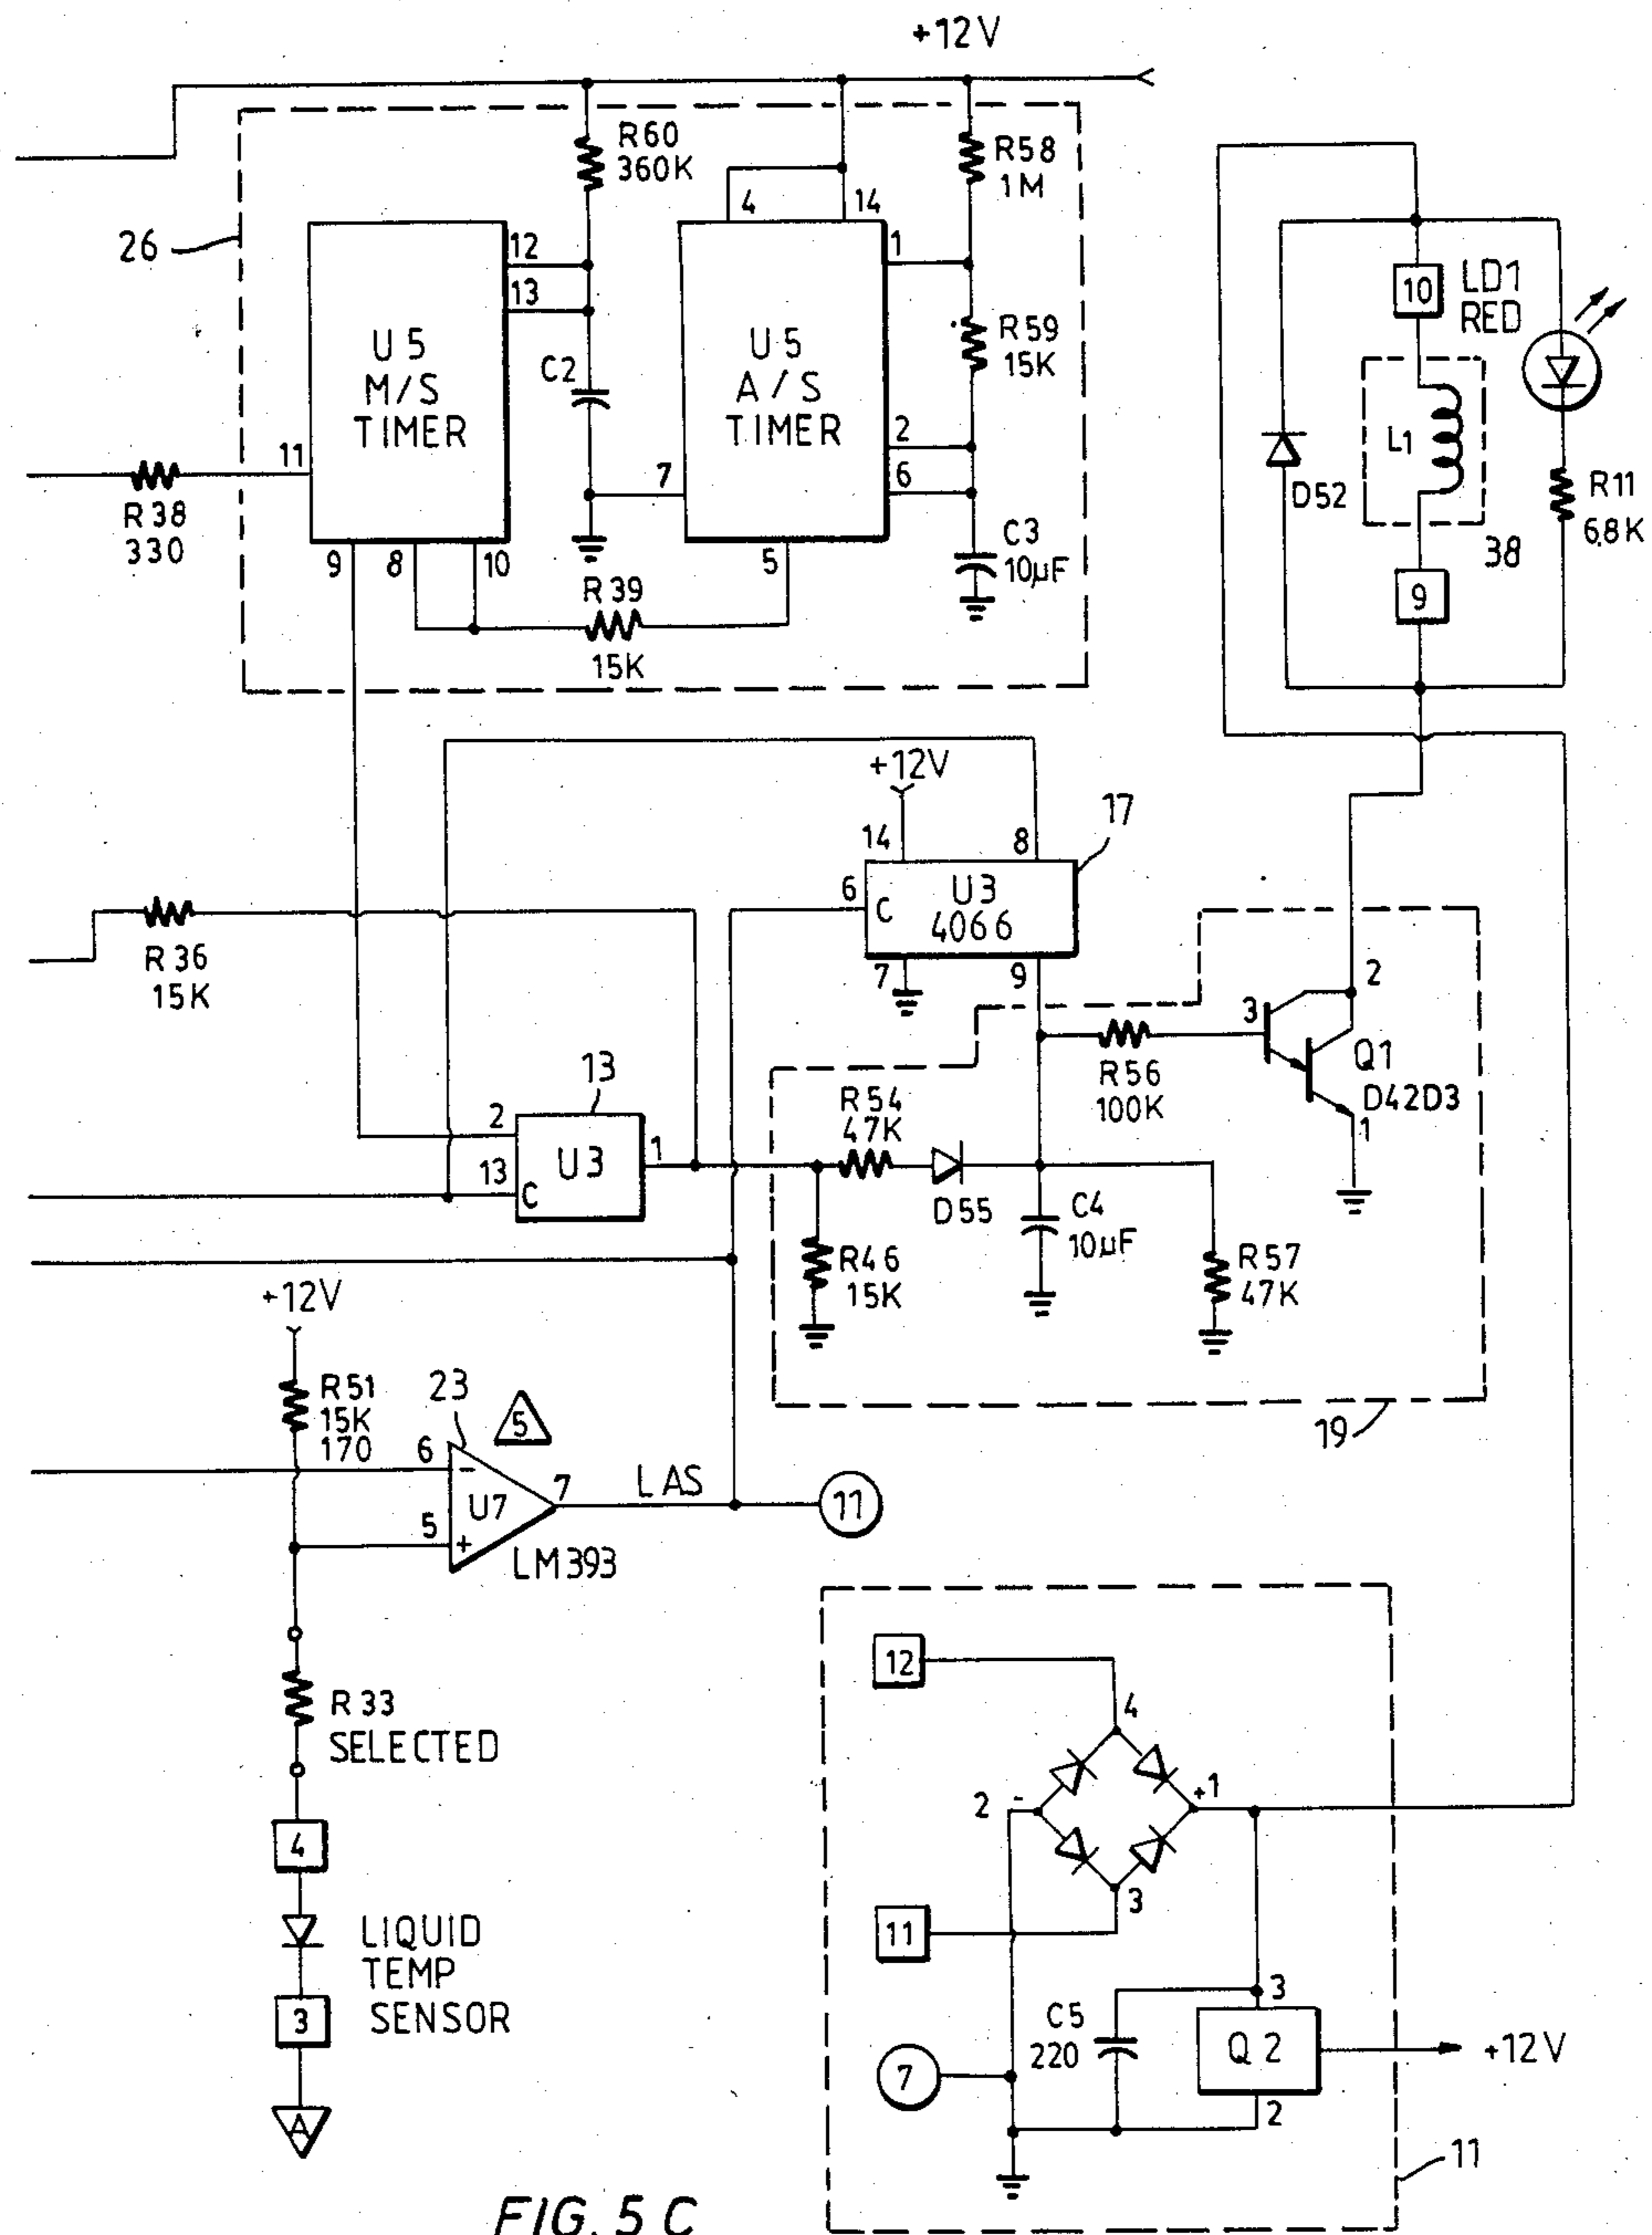 +12V
R60
360K
R58
1M
26
4
14
12
13
1
U5
M/S
TIMER
U5
A/S
TIMER
C2
R59
15K
2
6
11
7
R38
330
9
8
10
5
C3
10µF
R39
15K
10
LD1
RED
L1
D52
R11
6.8K
38
9
+12V
17
14
8
6
C
U3
4066
7
9
R36
15K
2
3
Q1
D42D3
1
R56
100K
13
2
13
C
U3
1
R54
47K
D55
C4
10µF
R46
15K
R57
47K
19
+12V
R51
15K
170
23
5
6
-
U7
5
+
7
LAS
11
LM393
R33
SELECTED
4
LIQUID
TEMP
SENSOR
3
A
12
4
2
-
+1
3
11
C5
220
3
Q2
+12V
7
2
11
FIG. 5C